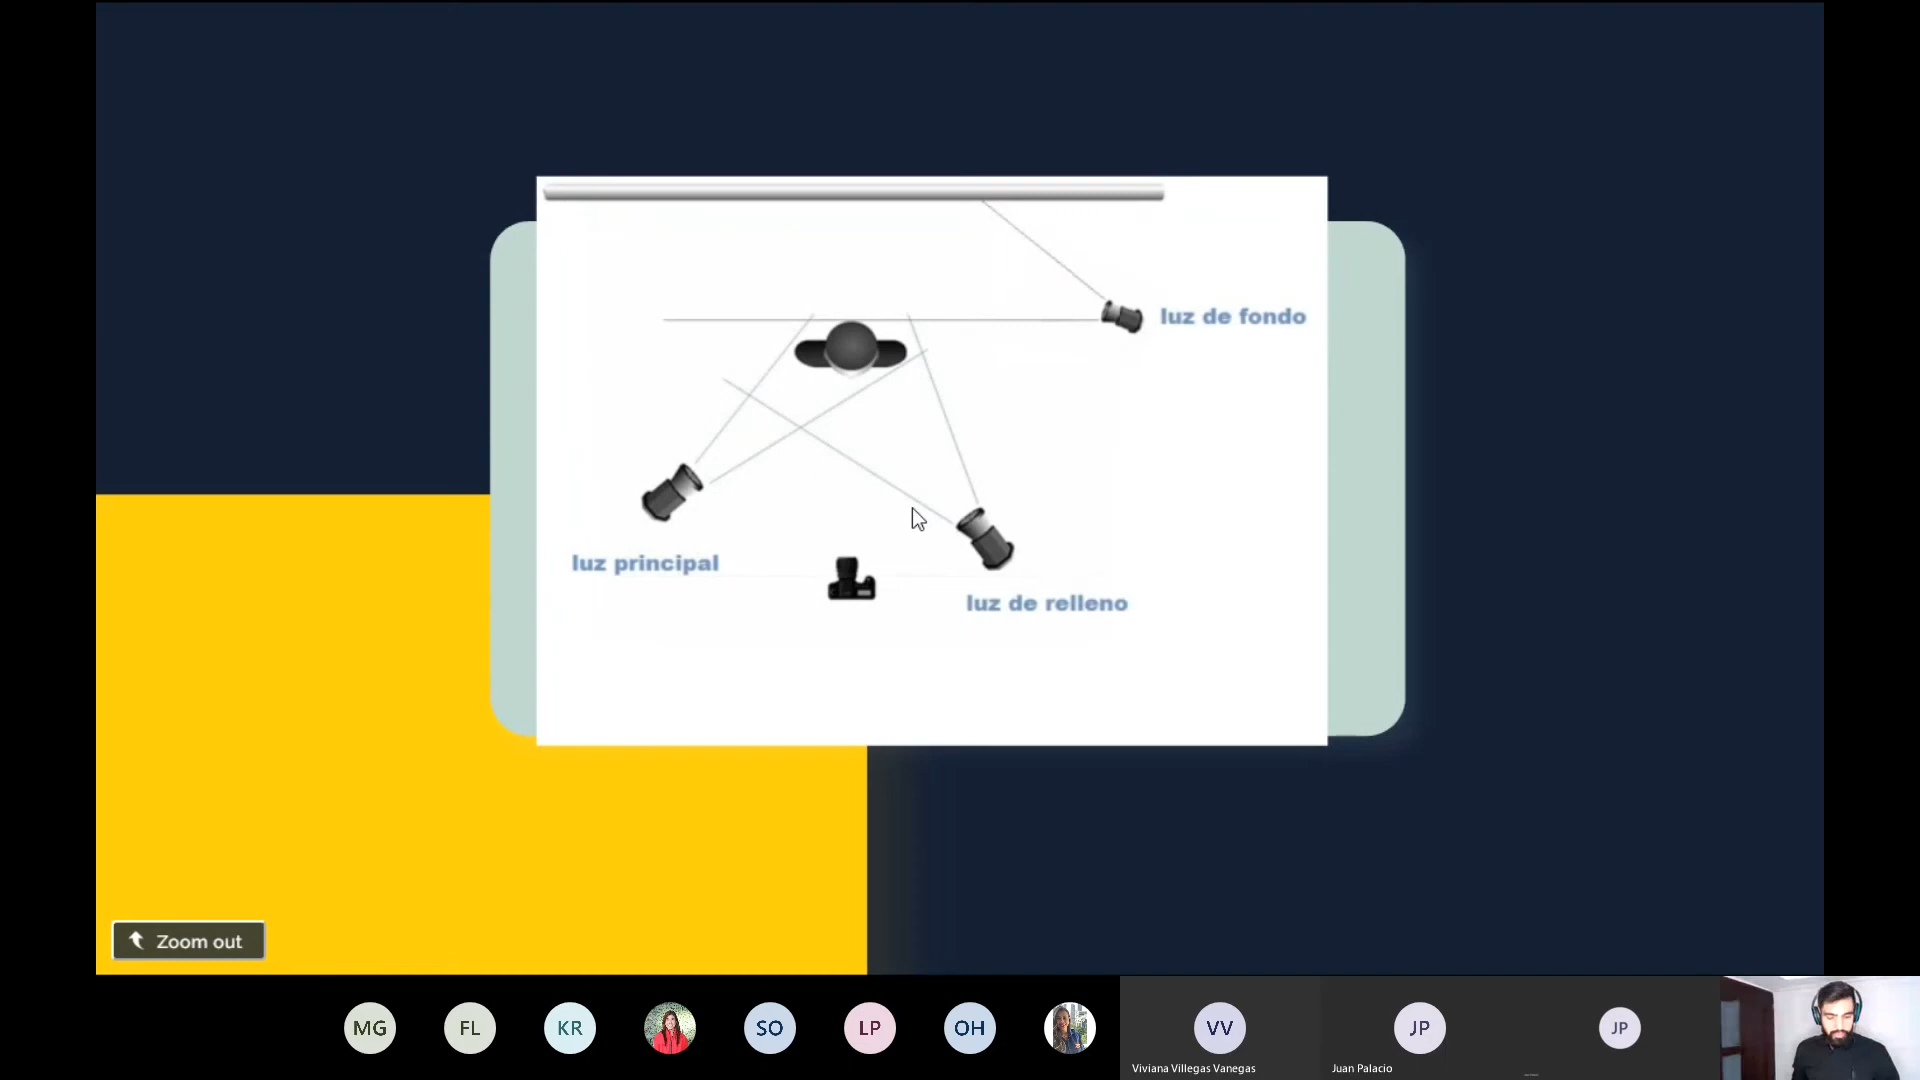 luz de fondo
luz principal
luz de relleno
Zoom out
MG
FL
KR
SO
LP
OH
VV
JP
JP
Viviana Villegas Vanegas
Juan Palacio